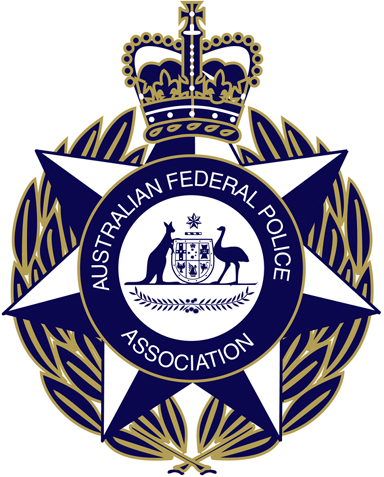 AUSTRALIAN FEDERAL POLICE
ASSOCIATION